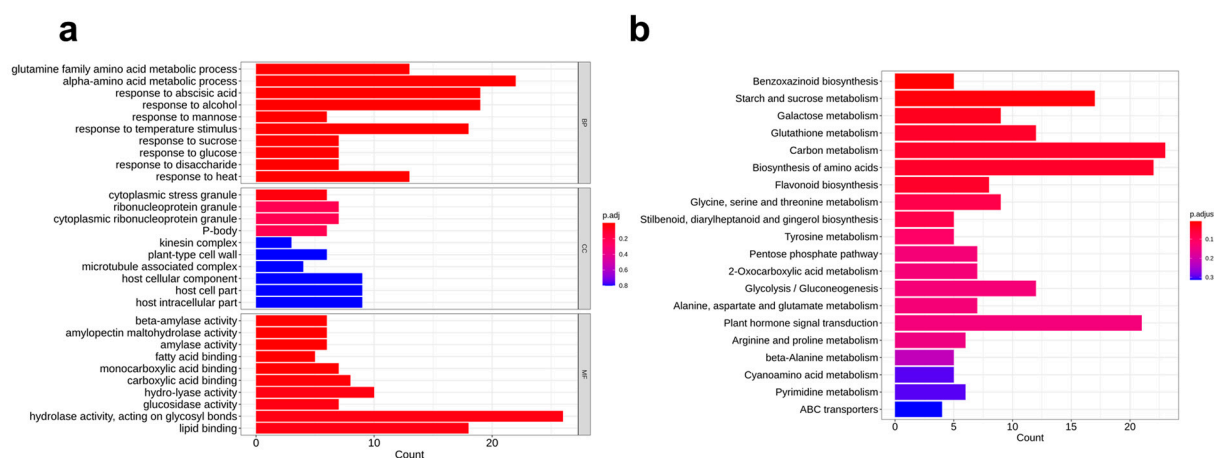 a
glutamine family amino acid metabolic process
alpha-amino acid metabolic process
response to abscisic acid
response to alcohol
response to mannose
response to temperature stimulus
response to sucrose
response to glucose
response to disaccharide
response to heat
BP
cytoplasmic stress granule
ribonucleoprotein granule
cytoplasmic ribonucleoprotein granule
P-body
kinesin complex
plant-type cell wall
microtubule associated complex
host cellular component
host cell part
host intracellular part
CC
beta-amylase activity
amylopectin maltohydrolase activity
amylase activity
fatty acid binding
monocarboxylic acid binding
carboxylic acid binding
hydro-lyase activity
glucosidase activity
hydrolase activity, acting on glycosyl bonds
lipid binding
MF
0 10 20
Count
p.adj
0.2
0.4
0.6
0.8
b
Benzoxazinoid biosynthesis
Starch and sucrose metabolism
Galactose metabolism
Glutathione metabolism
Carbon metabolism
Biosynthesis of amino acids
Flavonoid biosynthesis
Glycine, serine and threonine metabolism
Stilbenoid, diarylheptanoid and gingerol biosynthesis
Tyrosine metabolism
Pentose phosphate pathway
2-Oxocarboxylic acid metabolism
Glycolysis / Gluconeogenesis
Alanine, aspartate and glutamate metabolism
Plant hormone signal transduction
Arginine and proline metabolism
beta-Alanine metabolism
Cyanoamino acid metabolism
Pyrimidine metabolism
ABC transporters
0 5 10 15 20
Count
p.adjus
0.1
0.2
0.3